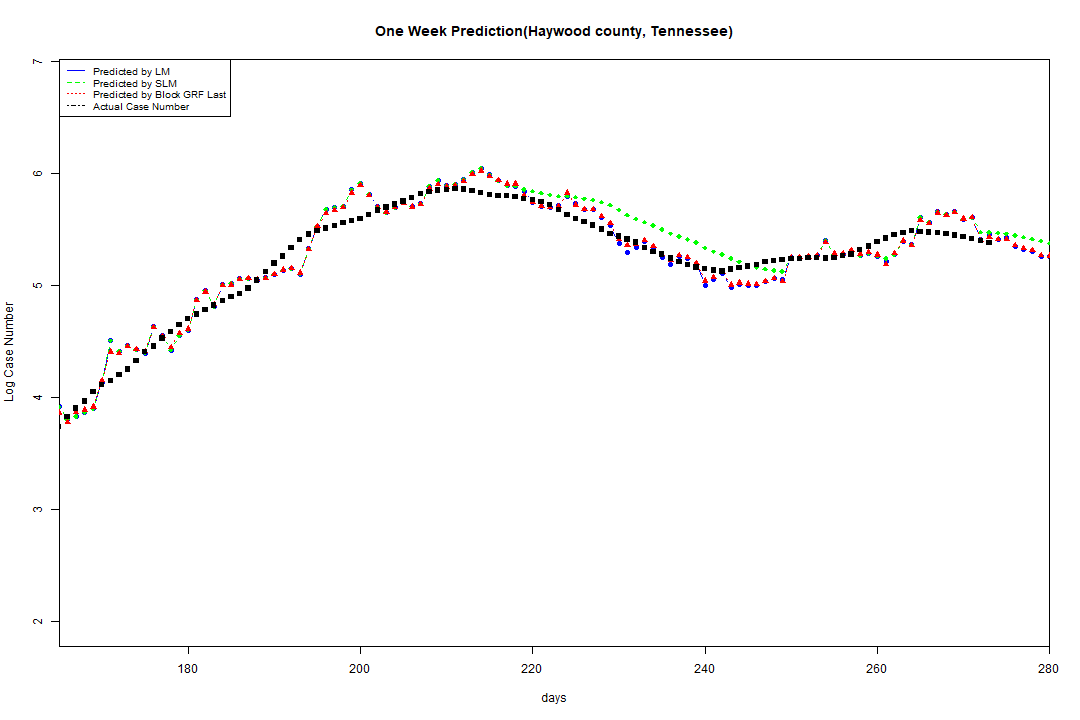 One Week Prediction(Haywood county, Tennessee)
Predicted by LM
Predicted by SLM
Predicted by Block GRF Last
Actual Case Number
7
6
5
4
3
2
Log Case Number
180 200 220 240 260 280
days